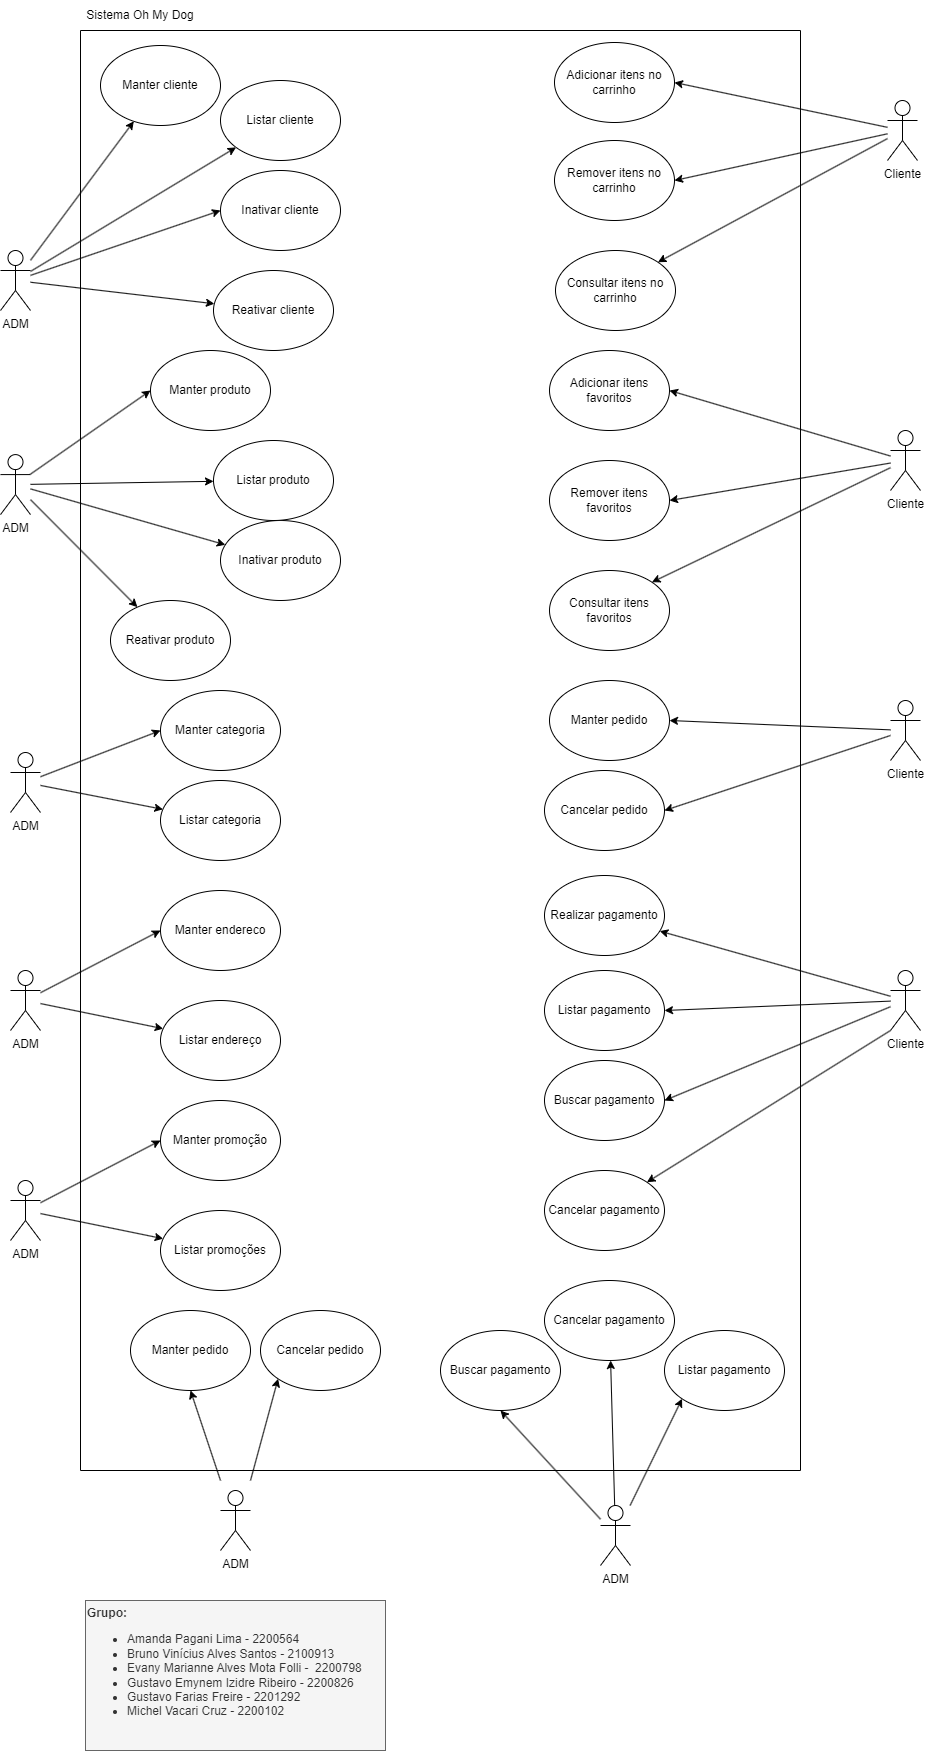 Sistema Oh My Dog
Manter cliente
Listar cliente
Inativar cliente
Reativar cliente
ADM
Manter produto
Listar produto
Inativar produto
Reativar produto
ADM
Manter categoria
Listar categoria
ADM
Manter endereco
Listar endereço
ADM
Manter promoção
Listar promoções
ADM
Manter pedido
Cancelar pedido
ADM
Adicionar itens no
carrinho
Remover itens no
carrinho
Consultar itens no
carrinho
Cliente
Adicionar itens
favoritos
Remover itens
favoritos
Consultar itens
favoritos
Cliente
Manter pedido
Cancelar pedido
Cliente
Realizar pagamento
Listar pagamento
Buscar pagamento
Cancelar pagamento
Cliente
Cancelar pagamento
Buscar pagamento
Listar pagamento
ADM
Grupo:
• Amanda Pagani Lima - 2200564
• Bruno Vinícius Alves Santos - 2100913
• Evany Marianne Alves Mota Folli - 2200798
• Gustavo Emynem Izidre Ribeiro - 2200826
• Gustavo Farias Freire - 2201292
• Michel Vacari Cruz - 2200102